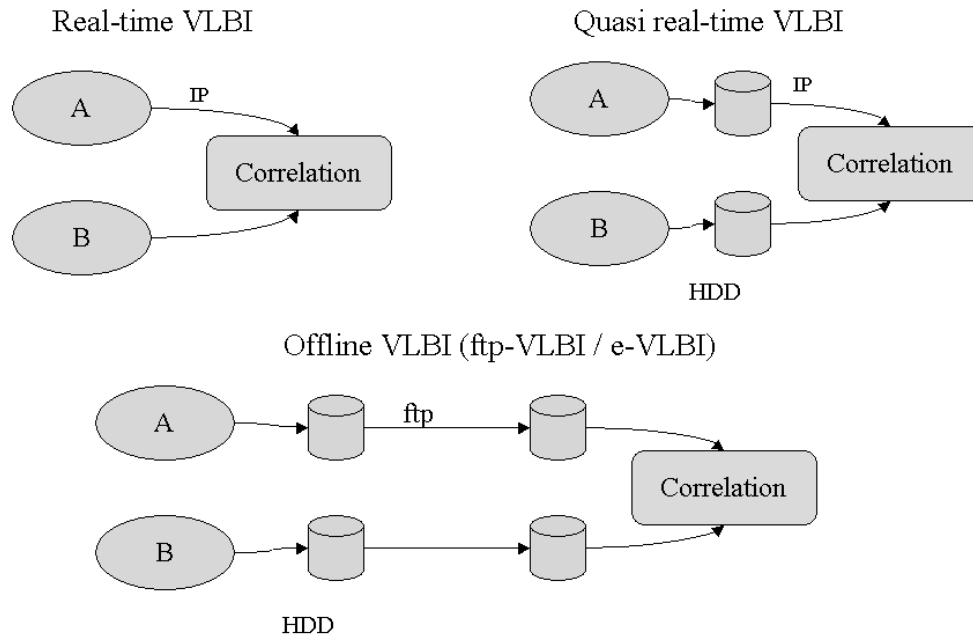 Real-time VLBI
A
IP
Correlation
B
Quasi real-time VLBI
A
IP
Correlation
B
HDD
Offline VLBI (ftp-VLBI / e-VLBI)
A
ftp
Correlation
B
HDD